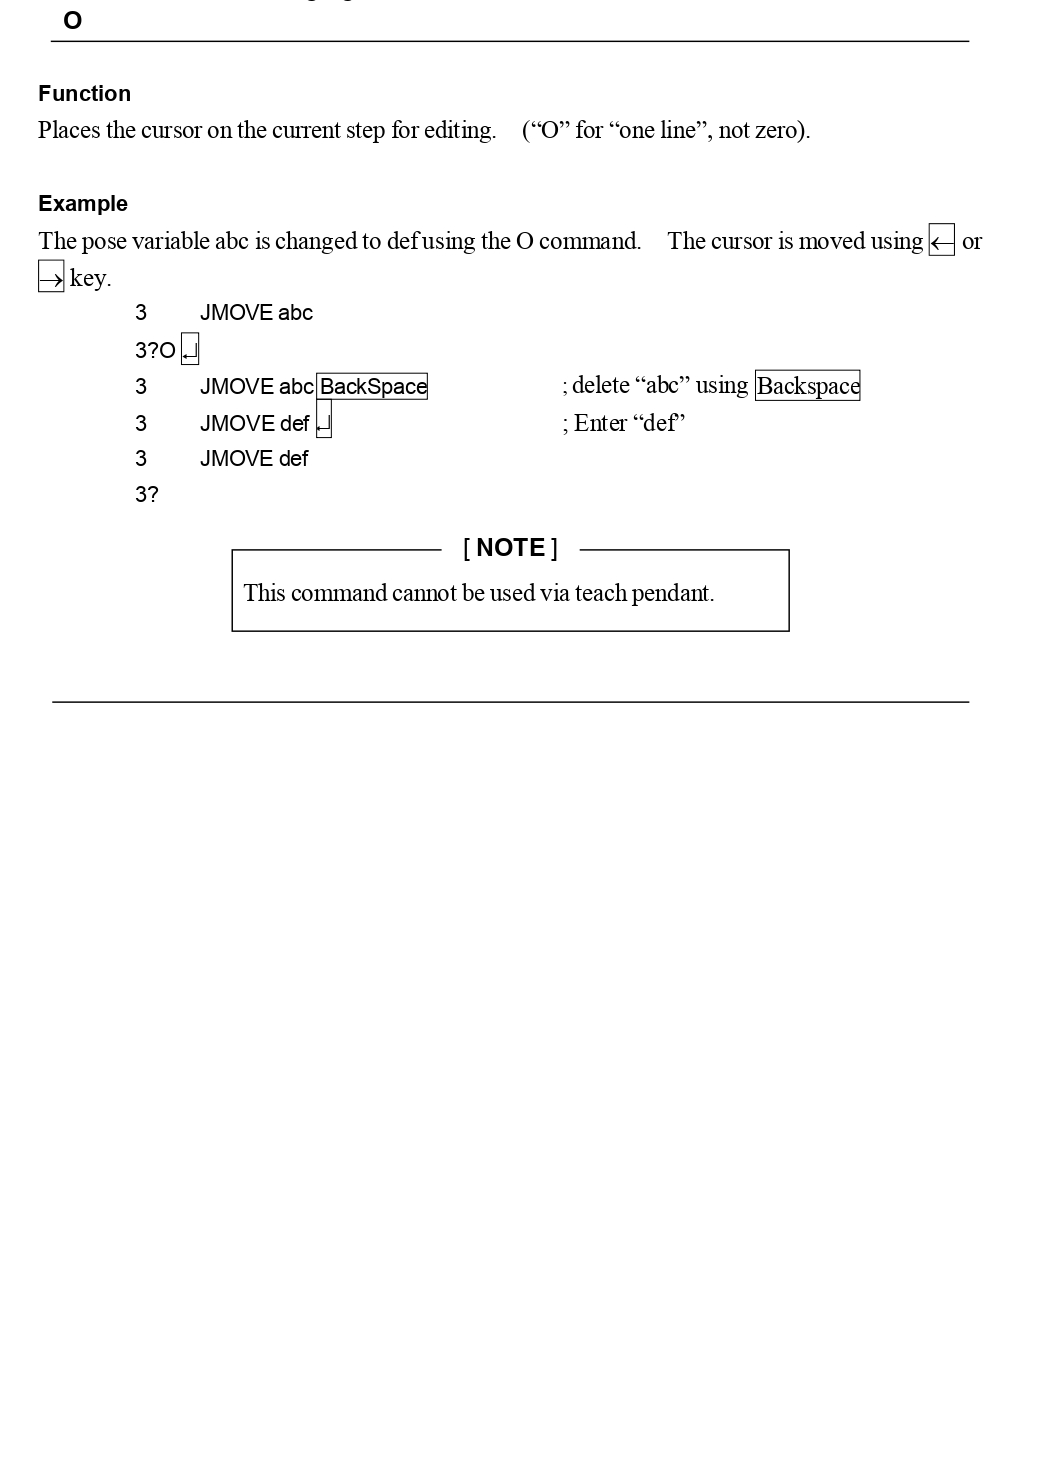 O
Function
Places the cursor on the current step for editing. (“O” for “one line”, not zero).
Example
The pose variable abc is changed to def using the O command. The cursor is moved using ← or
→ key.
3 JMOVE abc
3?O ↵
3 JMOVE abc BackSpace ; delete “abc” using Backspace
3 JMOVE def ↵ ; Enter “def”
3 JMOVE def
3?
[ NOTE ]
This command cannot be used via teach pendant.